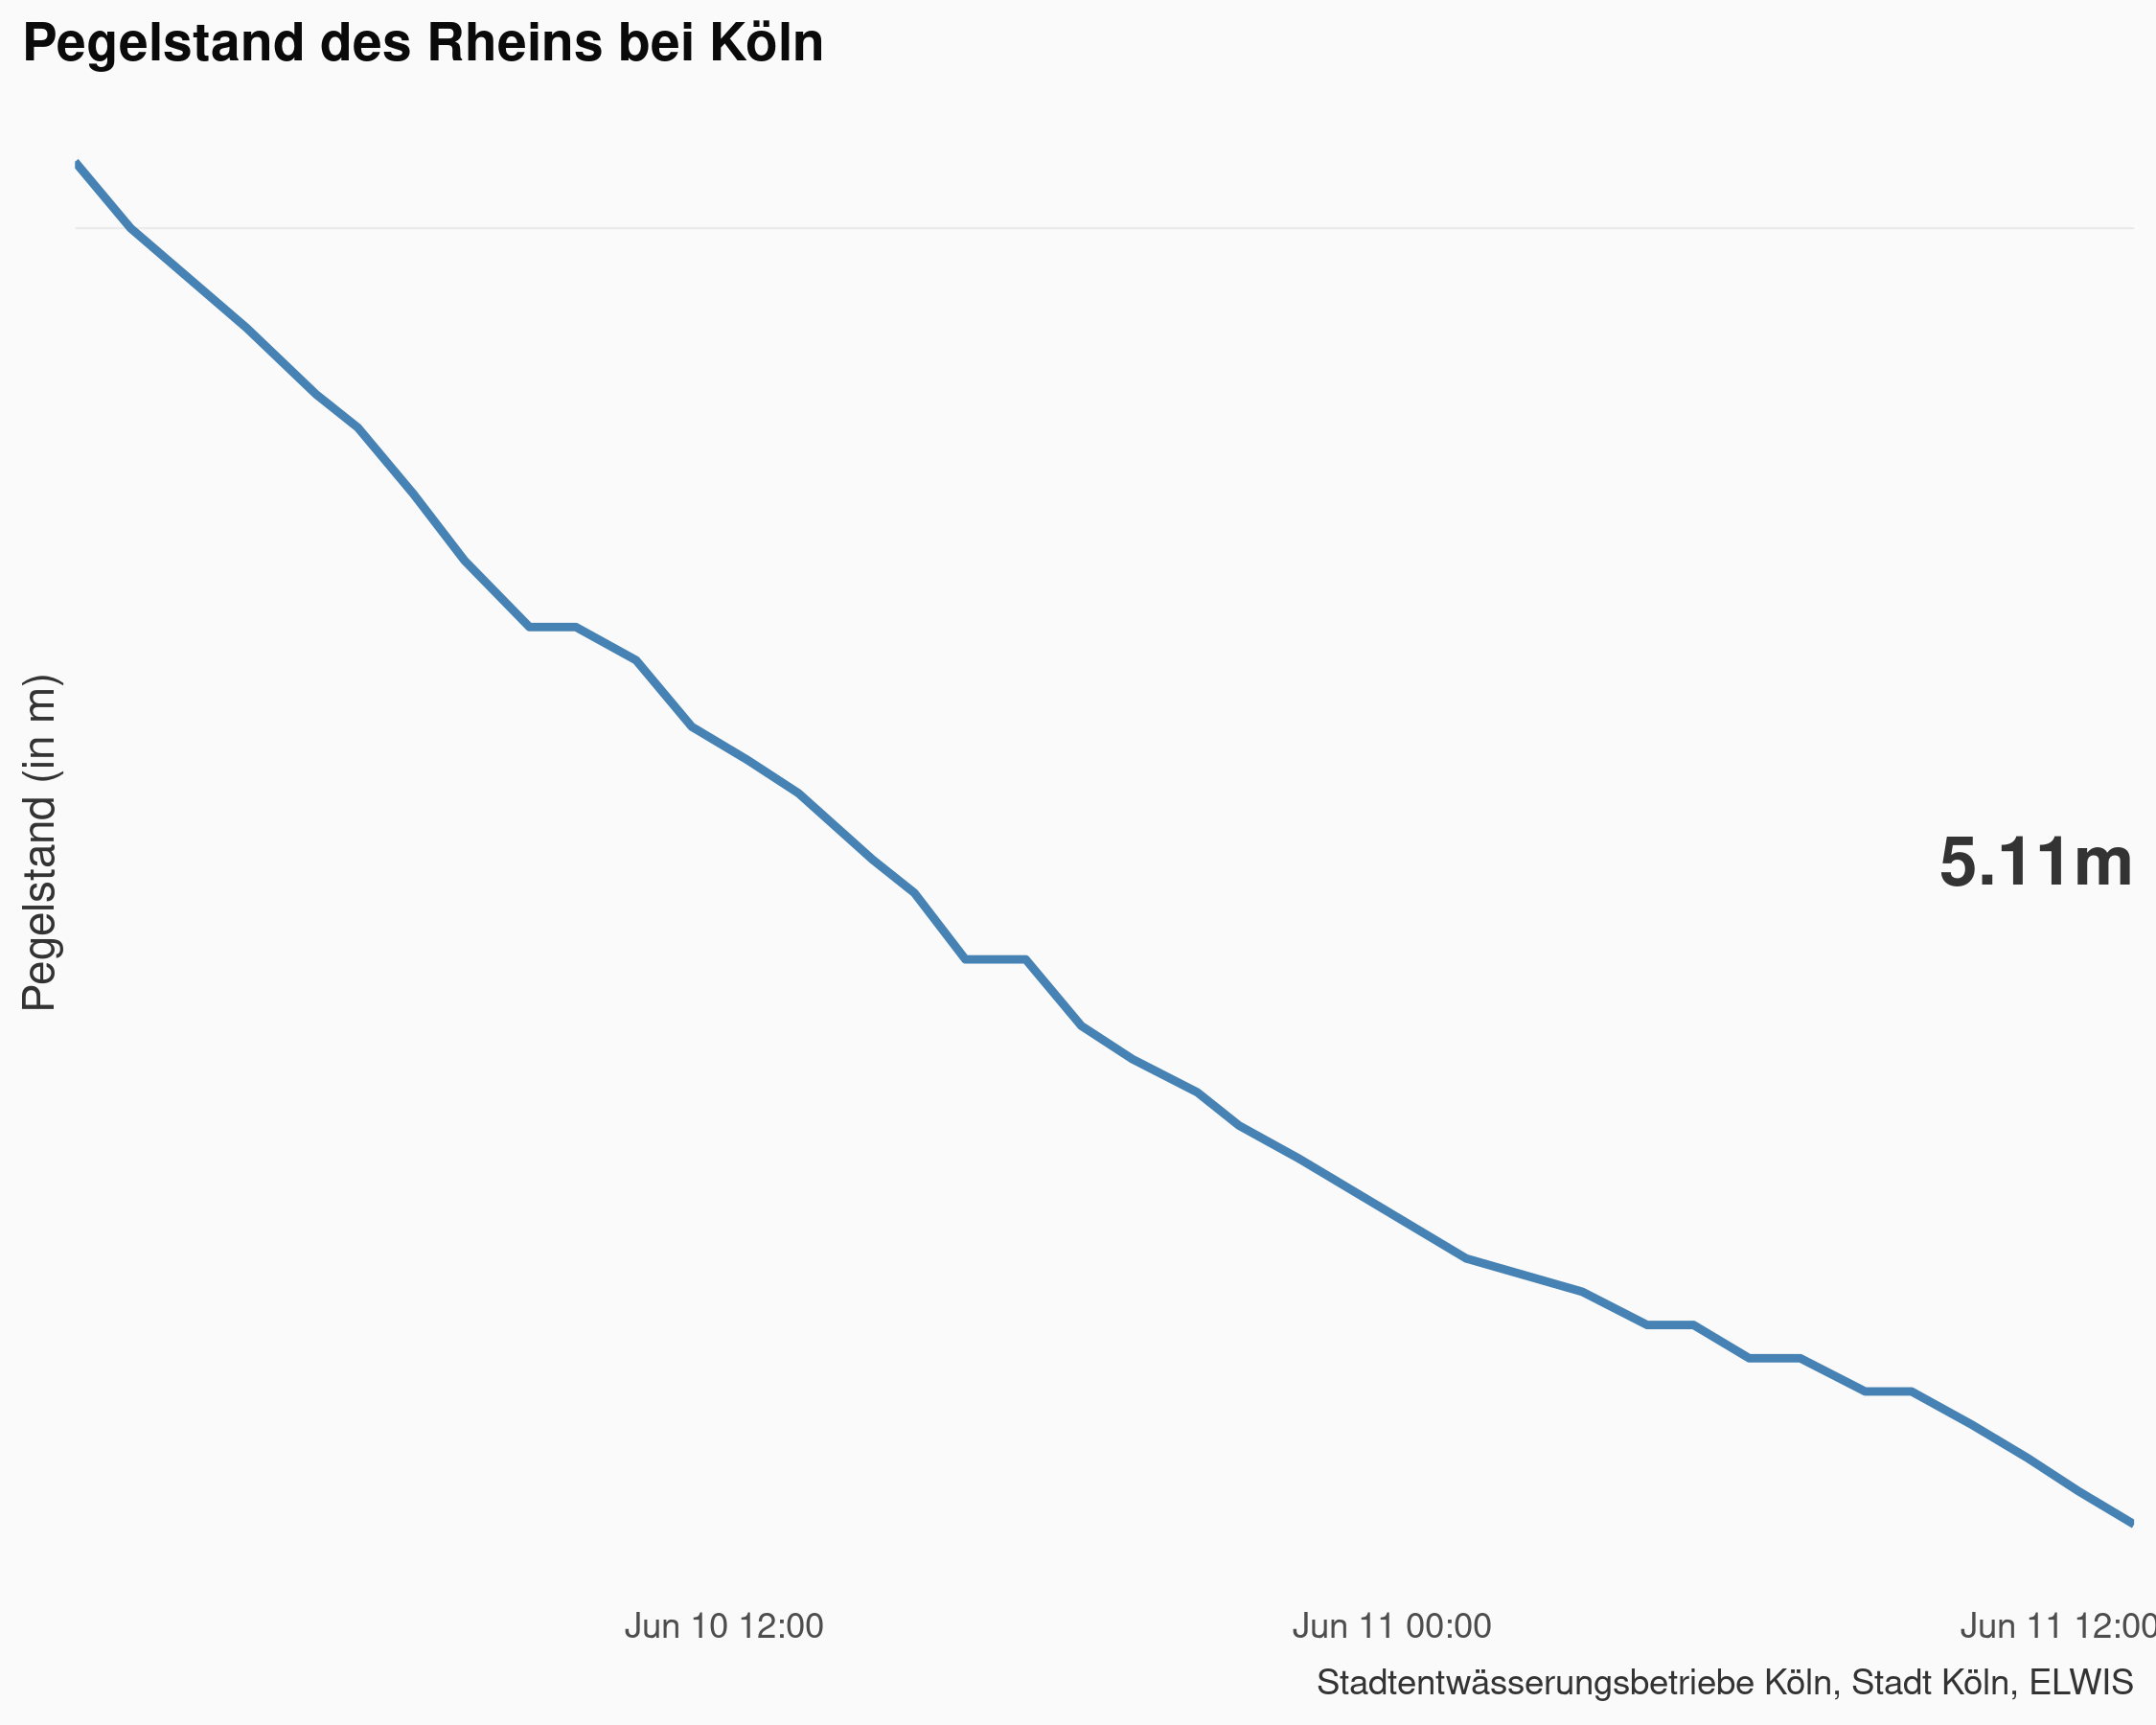 Pegelstand des Rheins bei Köln
Pegelstand (in m)
5.11m
Jun 10 12:00
Jun 11 00:00
Jun 11 12:00
Stadtentwässerungsbetriebe Köln, Stadt Köln, ELWIS